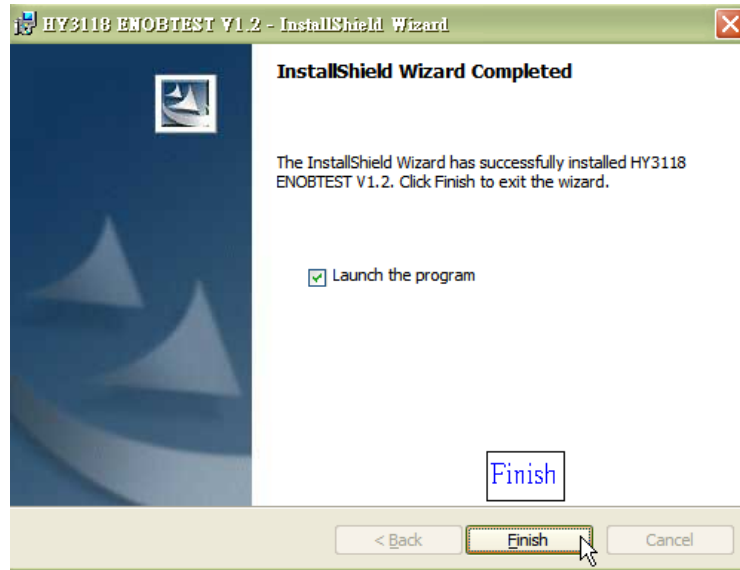 HY3118 ENOBTEST V1.2 - InstallShield Wizard
InstallShield Wizard Completed
The InstallShield Wizard has successfully installed HY3118
ENOBTEST V1.2. Click Finish to exit the wizard.
Launch the program
Finish
< Back Finish Cancel